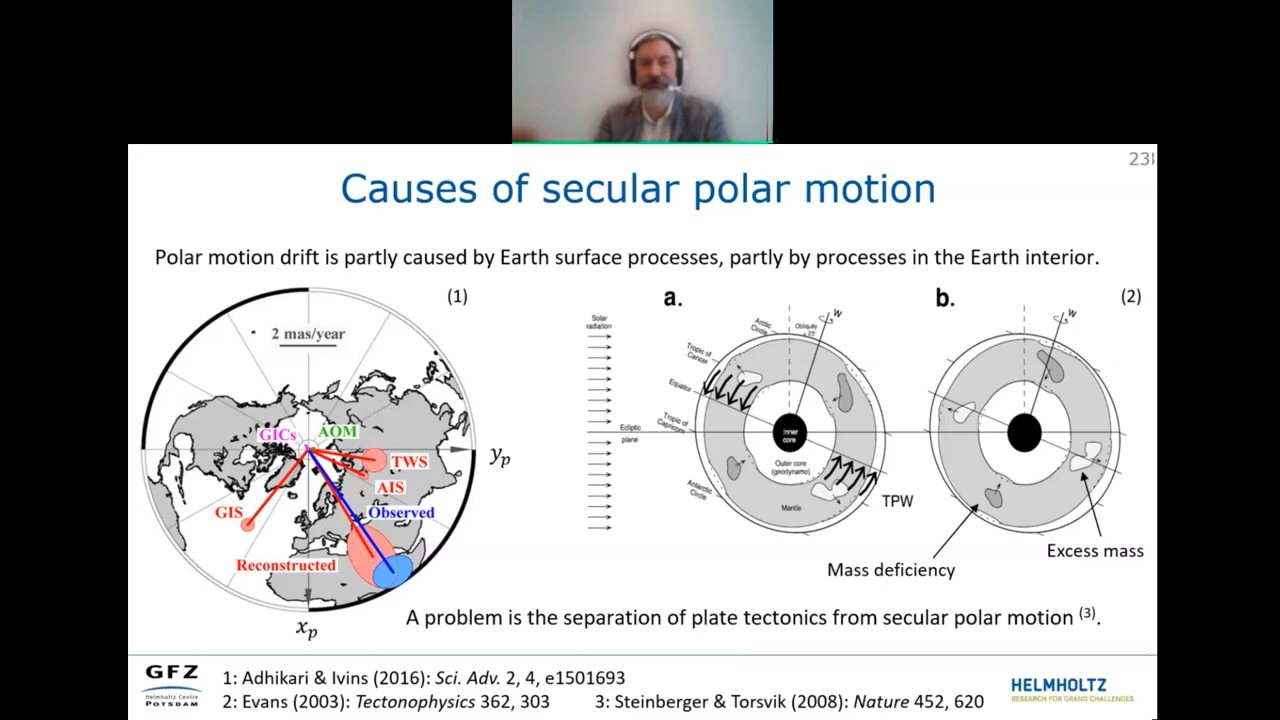 23
Causes of secular polar motion
Polar motion drift is partly caused by Earth surface processes, partly by processes in the Earth interior.
(1)
2 mas/year
GICs
AOM
TWS
AIS
GIS
Observed
Reconstructed
yp
xp
a.
b.
(2)
Solar
radiation
Arctic
Circle
Obliquity
W
W
Tropic of
Cancer
Equator
Tropic of
Capricorn
Ecliptic
plane
Inner
core
Outer core
(geodynamo)
Antarctic
Circle
Mantle
TPW
Excess mass
Mass deficiency
A problem is the separation of plate tectonics from secular polar motion (3).
GFZ
Helmholtz Centre
POTSDAM
1: Adhikari & Ivins (2016): Sci. Adv. 2, 4, e1501693
2: Evans (2003): Tectonophysics 362, 303
3: Steinberger & Torsvik (2008): Nature 452, 620
HELMHOLTZ
RESEARCH FOR GRAND CHALLENGES